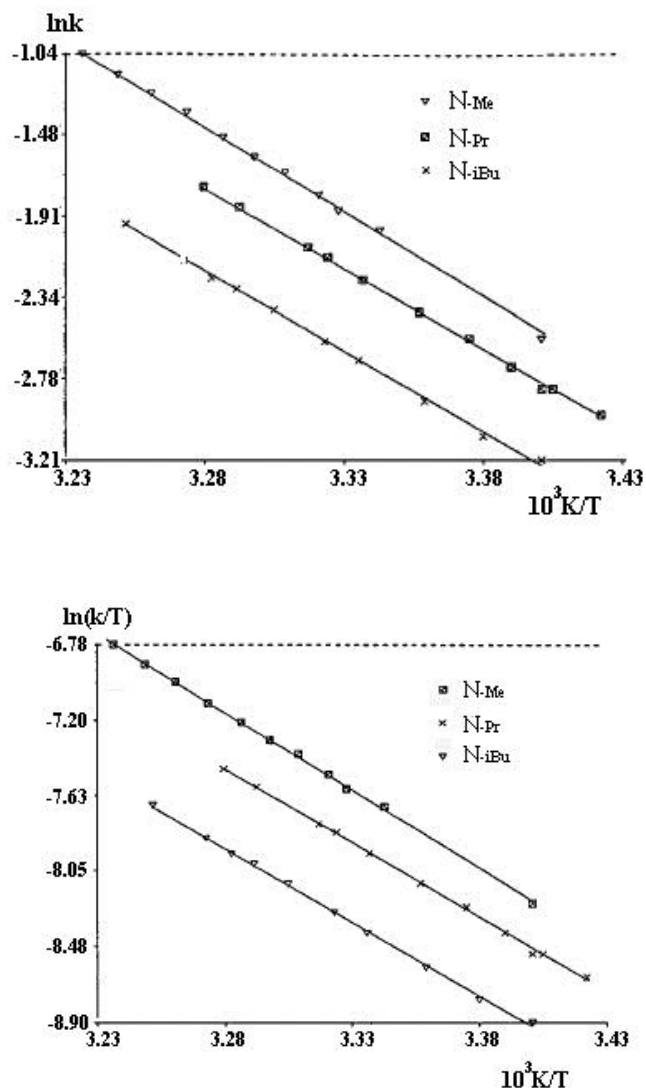 lnk
-1.04
N-Me
-1.48
N-Pr
N-iBu
-1.91
-2.34
-2.78
-3.21
3.23 3.28 3.33 3.38 3.43
10³K/T
ln(k/T)
-6.78
N-Me
-7.20
N-Pr
N-iBu
-7.63
-8.05
-8.48
-8.90
3.23 3.28 3.33 3.38 3.43
10³K/T